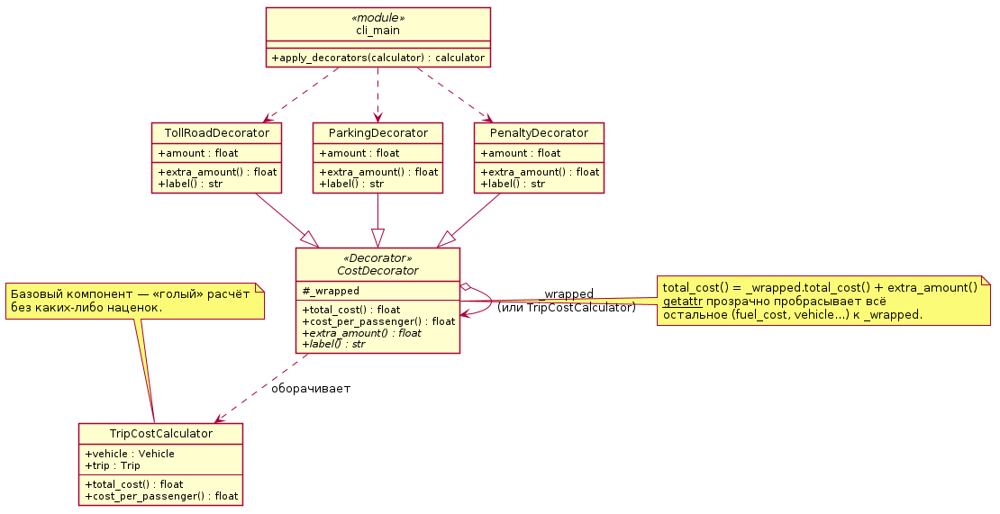 «module»
cli_main
+apply_decorators(calculator) : calculator
TollRoadDecorator
+amount : float
+extra_amount() : float
+label() : str
ParkingDecorator
+amount : float
+extra_amount() : float
+label() : str
PenaltyDecorator
+amount : float
+extra_amount() : float
+label() : str
«Decorator»
CostDecorator
#_wrapped
+total_cost() : float
+cost_per_passenger() : float
+extra_amount() : float
+label() : str
_wrapped
(или TripCostCalculator)
total_cost() = _wrapped.total_cost() + extra_amount()
getattr прозрачно пробрасывает всё
остальное (fuel_cost, vehicle...) к _wrapped.
Базовый компонент — «голый» расчёт
без каких-либо наценок.
оборачивает
TripCostCalculator
+vehicle : Vehicle
+trip : Trip
+total_cost() : float
+cost_per_passenger() : float